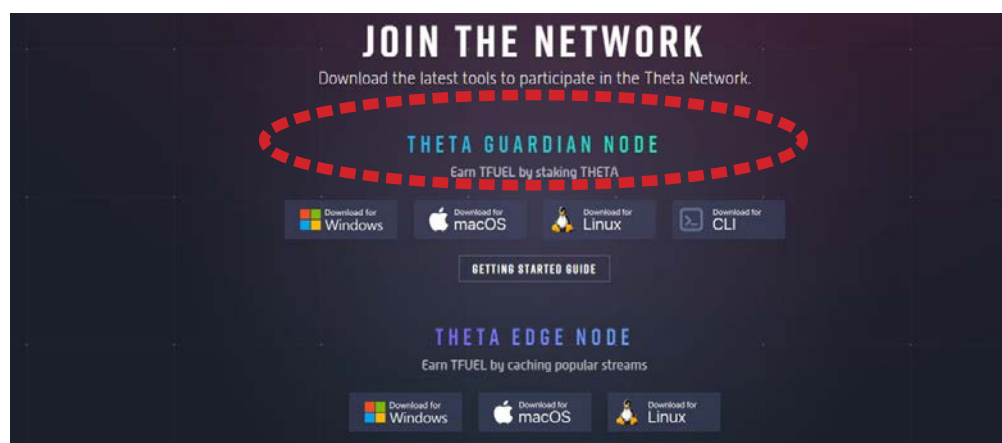 JOIN THE NETWORK
Download the latest tools to participate in the Theta Network.
THETA GUARDIAN NODE
Earn TFUEL by staking THETA
Download for
Windows
Download for
macOS
Download for
Linux
Download for
CLI
GETTING STARTED GUIDE
THETA EDGE NODE
Earn TFUEL by caching popular streams
Download for
Windows
Download for
macOS
Download for
Linux